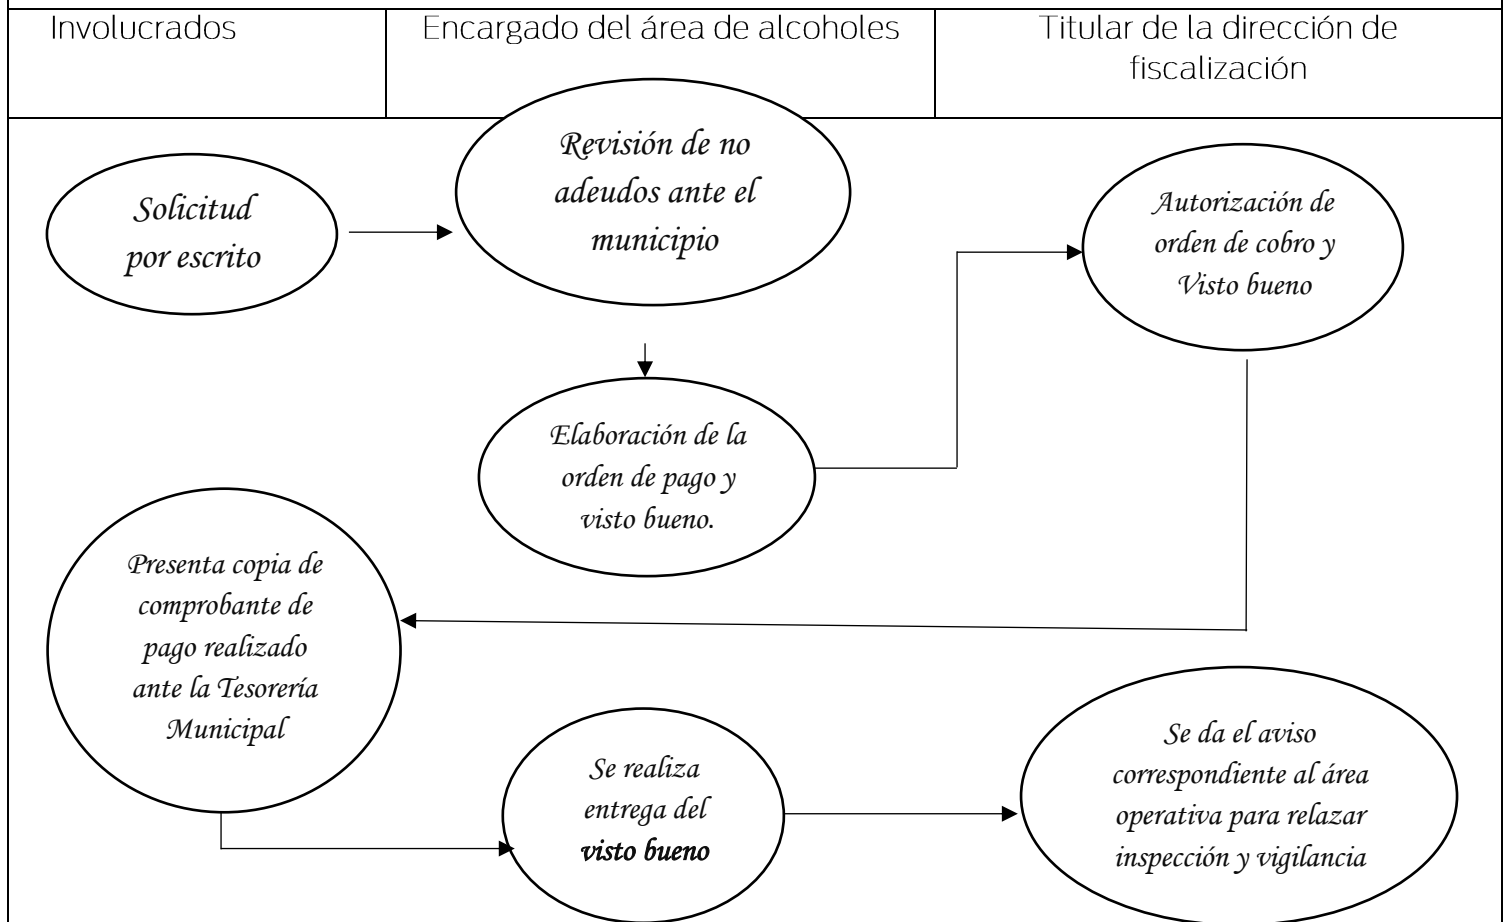 Involucrados
Encargado del área de alcoholes
Titular de la dirección de
fiscalización
Solicitud
por escrito
Revisión de no
adeudos ante el
municipio
Autorización de
orden de cobro y
Visto bueno
Elaboración de la
orden de pago y
visto bueno.
Presenta copia de
comprobante de
pago realizado
ante la Tesorería
Municipal
Se realiza
entrega del
visto bueno
Se da el aviso
correspondiente al área
operativa para relazar
inspección y vigilancia